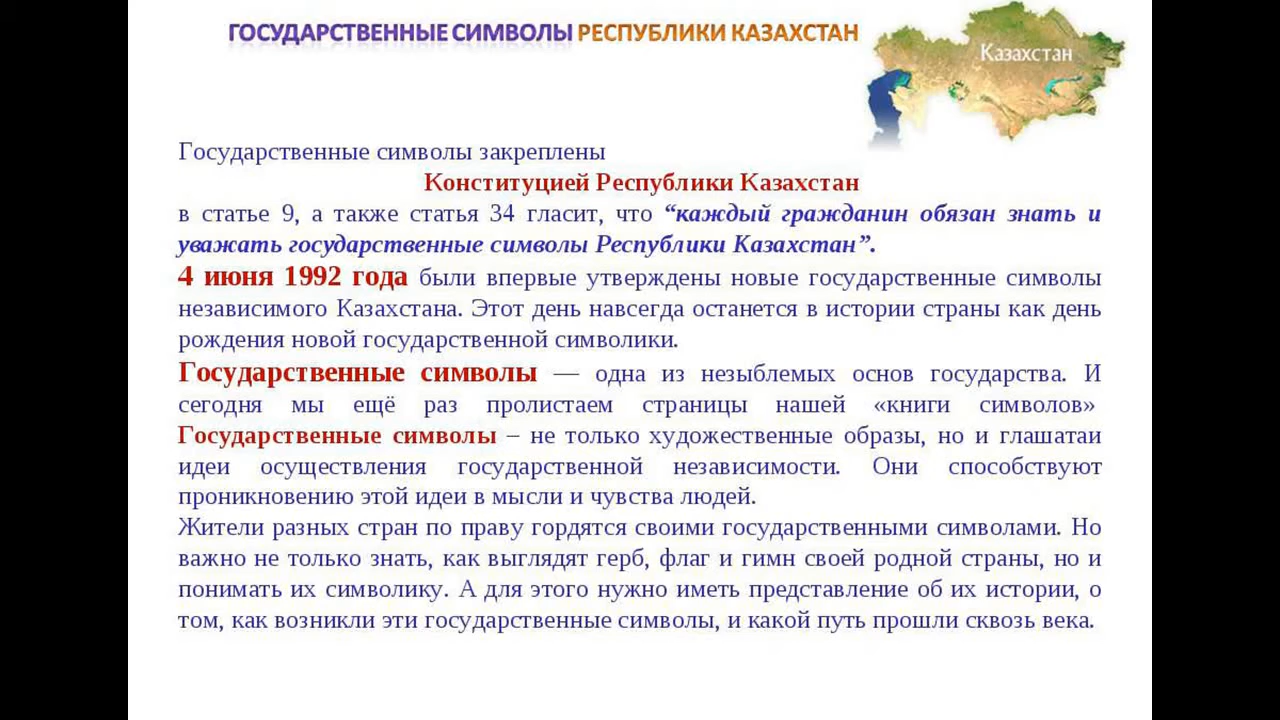 ГОСУДАРСТВЕННЫЕ СИМВОЛЫ РЕСПУБЛИКИ КАЗАХСТАН
Казахстан
Государственные символы закреплены
Конституцией Республики Казахстан
в статье 9, а также статья 34 гласит, что “каждый гражданин обязан знать и
уважать государственные символы Республики Казахстан”.
4 июня 1992 года были впервые утверждены новые государственные символы
независимого Казахстана. Этот день навсегда останется в истории страны как день
рождения новой государственной символики.
Государственные символы — одна из незыблемых основ государства. И
сегодня мы ещё раз пролистаем страницы нашей «книги символов»
Государственные символы – не только художественные образы, но и глашатаи
идеи осуществления государственной независимости. Они способствуют
проникновению этой идеи в мысли и чувства людей.
Жители разных стран по праву гордятся своими государственными символами. Но
важно не только знать, как выглядят герб, флаг и гимн своей родной страны, но и
понимать их символику. А для этого нужно иметь представление об их истории, о
том, как возникли эти государственные символы, и какой путь прошли сквозь века.